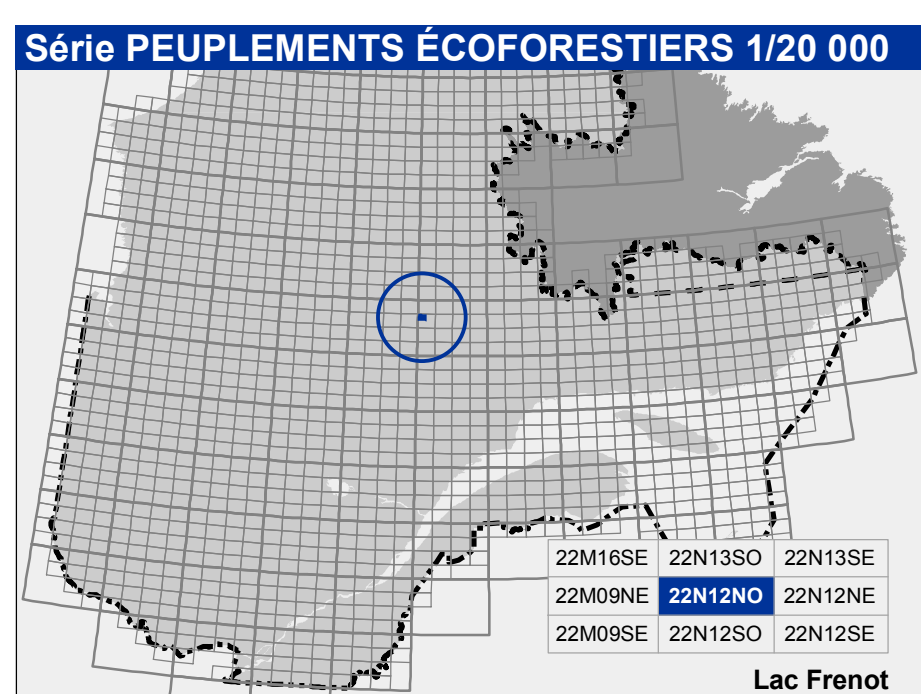 Série PEUPLEMENTS ÉCOFORESTIERS 1/20 000
22M16SE 22N13SO 22N13SE
22M09NE 22N12NO 22N12NE
22M09SE 22N12SO 22N12SE
Lac Frenot